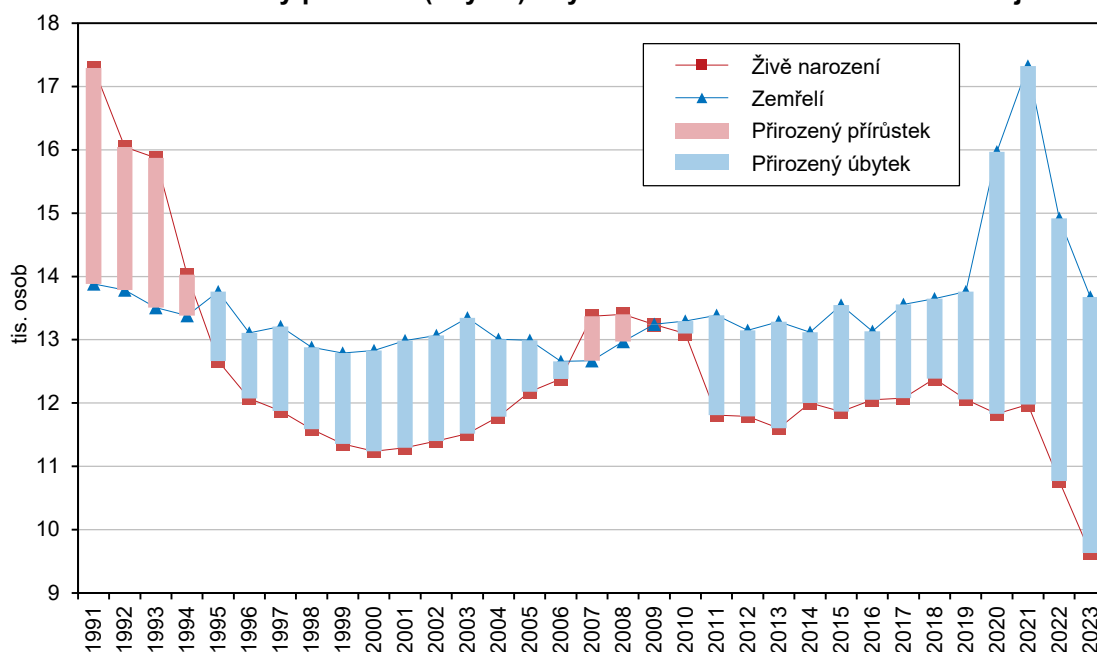 18
17
16
15
14
13
12
11
10
9
tis. osob
Živě narození
Zemřelí
Přirozený přírůstek
Přirozený úbytek
1991 1992 1993 1994 1995 1996 1997 1998 1999 2000 2001 2002 2003 2004 2005 2006 2007 2008 2009 2010 2011 2012 2013 2014 2015 2016 2017 2018 2019 2020 2021 2022 2023